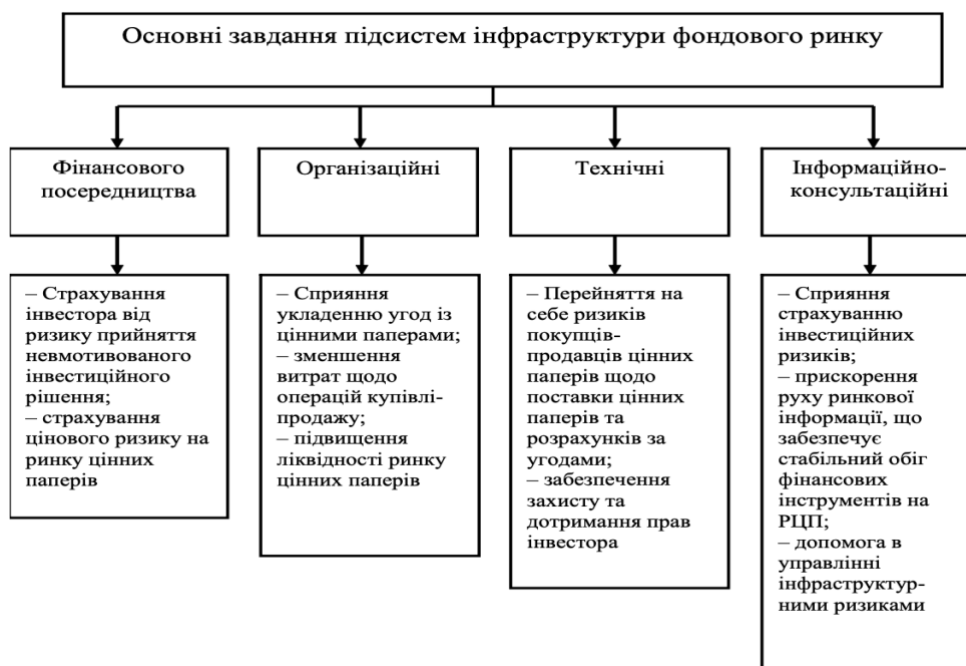 Основні завдання підсистем інфраструктури фондового ринку
Фінансового
посередництва
Організаційні
Технічні
Інформаційно-
консультаційні
– Страхування
інвестора від
ризику прийняття
невмотивованого
інвестиційного
рішення;
– страхування
цінового ризику на
ринку цінних
паперів
– Сприяння
укладенню угод із
цінними паперами;
– зменшення
витрат щодо
операцій купівлі-
продажу;
– підвищення
ліквідності ринку
цінних паперів
– Перейняття на
себе ризиків
покупців-
продавців цінних
паперів щодо
поставки цінних
паперів та
розрахунків за
угодами;
– забезпечення
захисту та
дотримання прав
інвестора
– Сприяння
страхуванню
інвестиційних
ризиків;
– прискорення
руху ринкової
інформації, що
забезпечує
стабільний обіг
фінансових
інструментів на
РЦП;
– допомога в
управлінні
інфраструктур-
ними ризиками